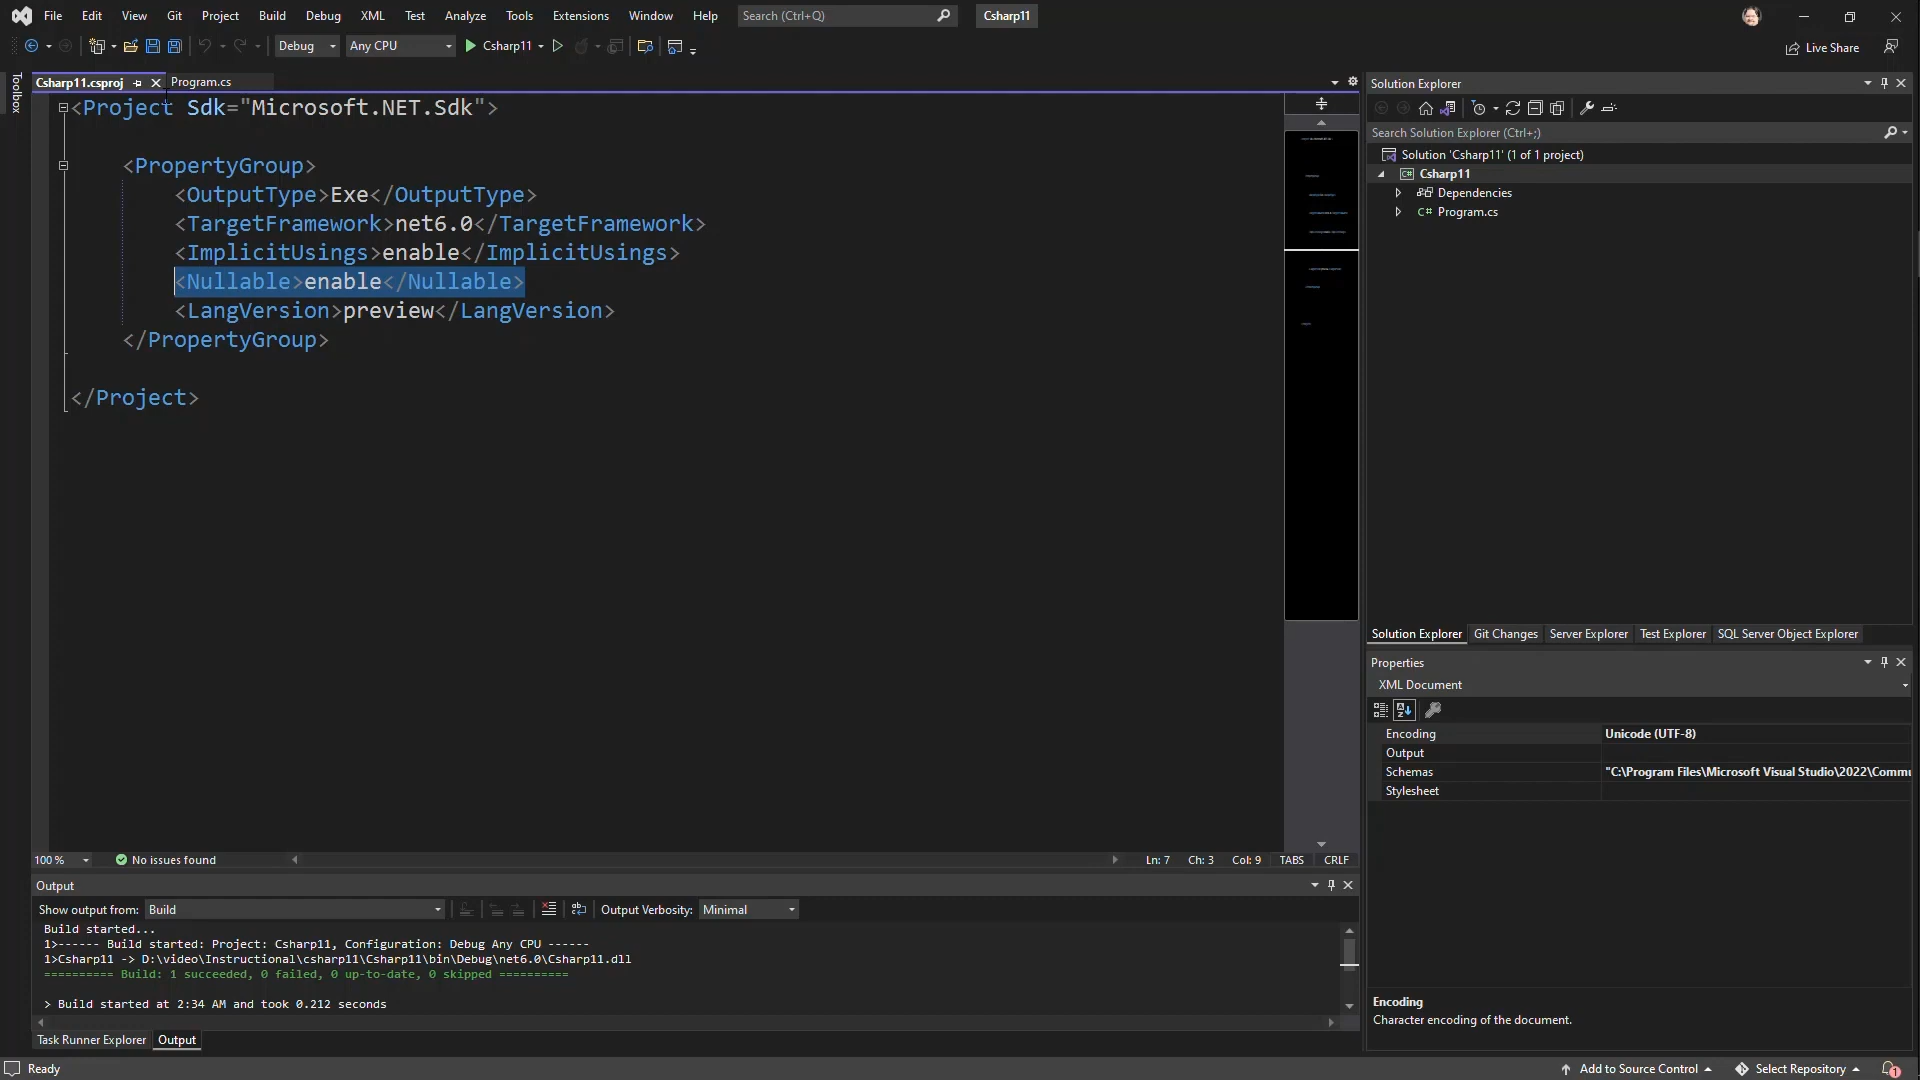 File Edit View Git Project Build Debug XML Test Analyze Tools Extensions Window Help Search (Ctrl+Q) Csharp11
Debug Any CPU Csharp11 Live Share
Toolbox
Csharp11.csproj Program.cs
<Project Sdk="Microsoft.NET.Sdk">
<PropertyGroup>
<OutputType>Exe</OutputType>
<TargetFramework>net6.0</TargetFramework>
<ImplicitUsings>enable</ImplicitUsings>
<Nullable>enable</Nullable>
<LangVersion>preview</LangVersion>
</PropertyGroup>
</Project>
100 % No issues found Ln: 7 Ch: 3 Col: 9 TABS CRLF
Output
Show output from: Build Output Verbosity: Minimal
Build started...
1>------ Build started: Project: Csharp11, Configuration: Debug Any CPU ------
1>Csharp11 -> D:\video\Instructional\csharp11\Csharp11\bin\Debug\net6.0\Csharp11.dll
========== Build: 1 succeeded, 0 failed, 0 up-to-date, 0 skipped ==========
> Build started at 2:34 AM and took 0.212 seconds
Task Runner Explorer Output
Solution Explorer
Search Solution Explorer (Ctrl+;)
Solution 'Csharp11' (1 of 1 project)
C# Csharp11
Dependencies
C# Program.cs
Solution Explorer Git Changes Server Explorer Test Explorer SQL Server Object Explorer
Properties
XML Document
Encoding Unicode (UTF-8)
Output
Schemas "C:\Program Files\Microsoft Visual Studio\2022\Commu
Stylesheet
Encoding
Character encoding of the document.
Ready Add to Source Control Select Repository 1